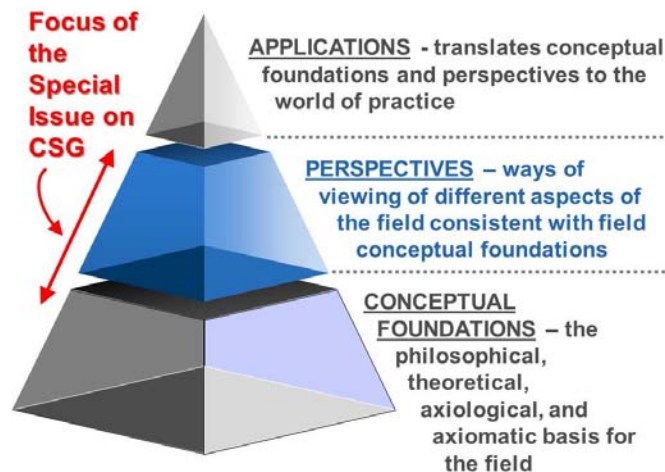 Focus of
the
Special
Issue on
CSG
APPLICATIONS - translates conceptual
foundations and perspectives to the
world of practice
PERSPECTIVES – ways of
viewing of different aspects of
the field consistent with field
conceptual foundations
CONCEPTUAL
FOUNDATIONS – the
philosophical,
theoretical,
axiological, and
axiomatic basis for
the field